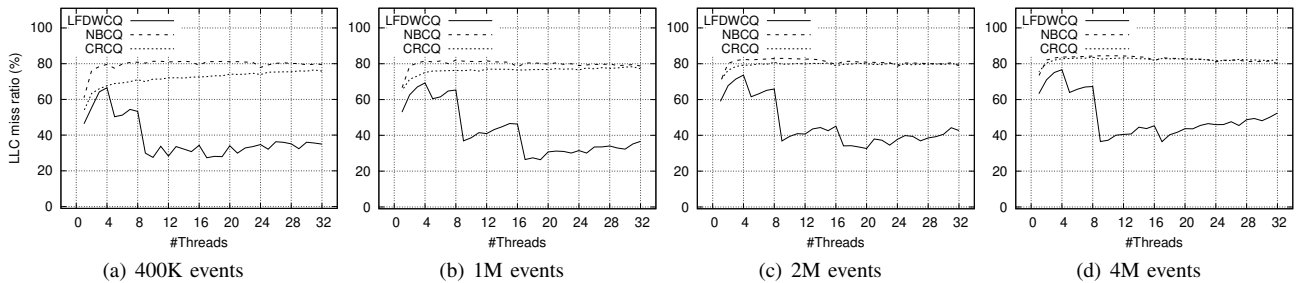 LFDWCQ
NBCQ
CRCQ
LLC miss ratio (%)
100
80
60
40
20
0
0 4 8 12 16 20 24 28 32
#Threads
(a) 400K events
LFDWCQ
NBCQ
CRCQ
100
80
60
40
20
0
0 4 8 12 16 20 24 28 32
#Threads
(b) 1M events
LFDWCQ
NBCQ
CRCQ
100
80
60
40
20
0
0 4 8 12 16 20 24 28 32
#Threads
(c) 2M events
LFDWCQ
NBCQ
CRCQ
100
80
60
40
20
0
0 4 8 12 16 20 24 28 32
#Threads
(d) 4M events